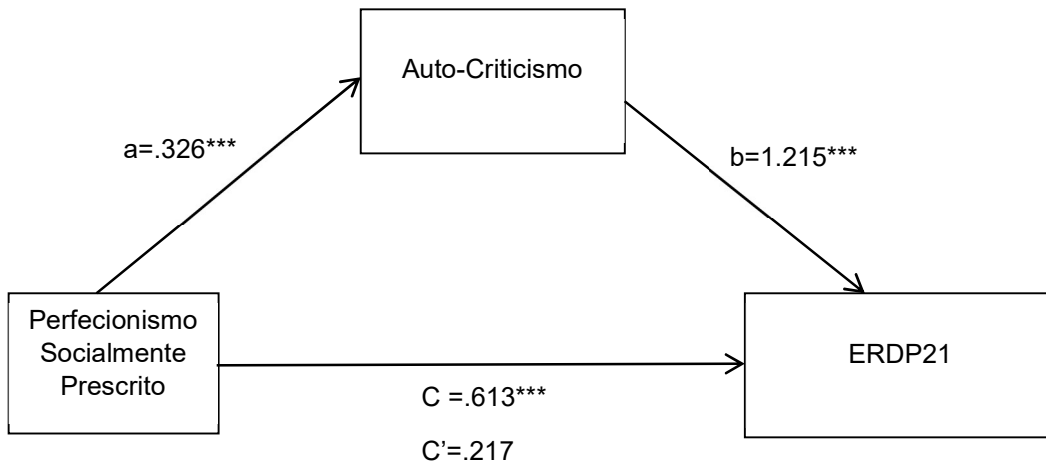 Auto-Criticismo
a=.326***
b=1.215***
Perfecionismo
Socialmente
Prescrito
ERDP21
C =.613***
C’=.217